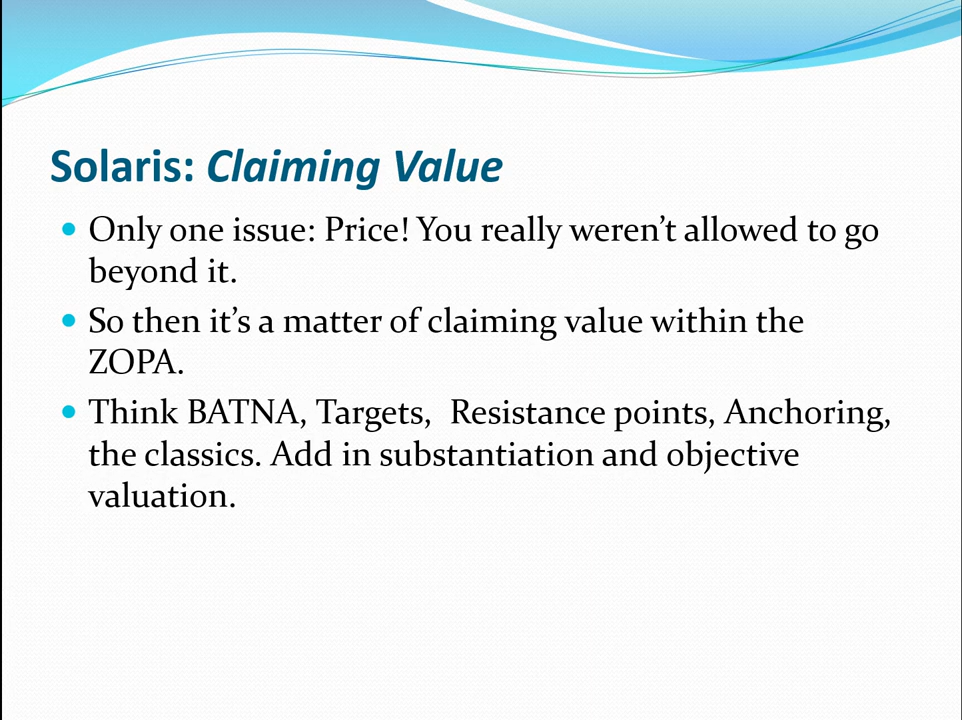 Solaris: Claiming Value
• Only one issue: Price! You really weren’t allowed to go
beyond it.
• So then it’s a matter of claiming value within the
ZOPA.
• Think BATNA, Targets,  Resistance points, Anchoring,
the classics. Add in substantiation and objective
valuation.